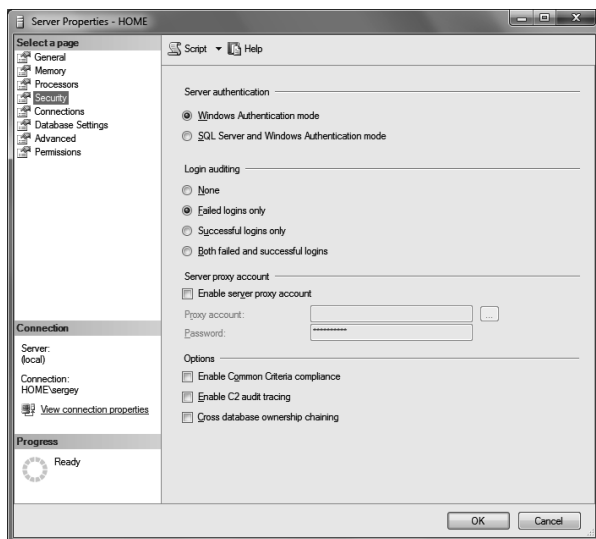 Server Properties - HOME
Select a page
General
Memory
Processors
Security
Connections
Database Settings
Advanced
Permissions
Script
Help
Server authentication
Windows Authentication mode
SQL Server and Windows Authentication mode
Login auditing
None
Failed logins only
Successful logins only
Both failed and successful logins
Server proxy account
Enable server proxy account
Proxy account:
...
Password:
**********
Options
Enable Common Criteria compliance
Enable C2 audit tracing
Cross database ownership chaining
Connection
Server:
(local)
Connection:
HOME\sergey
View connection properties
Progress
Ready
OK
Cancel